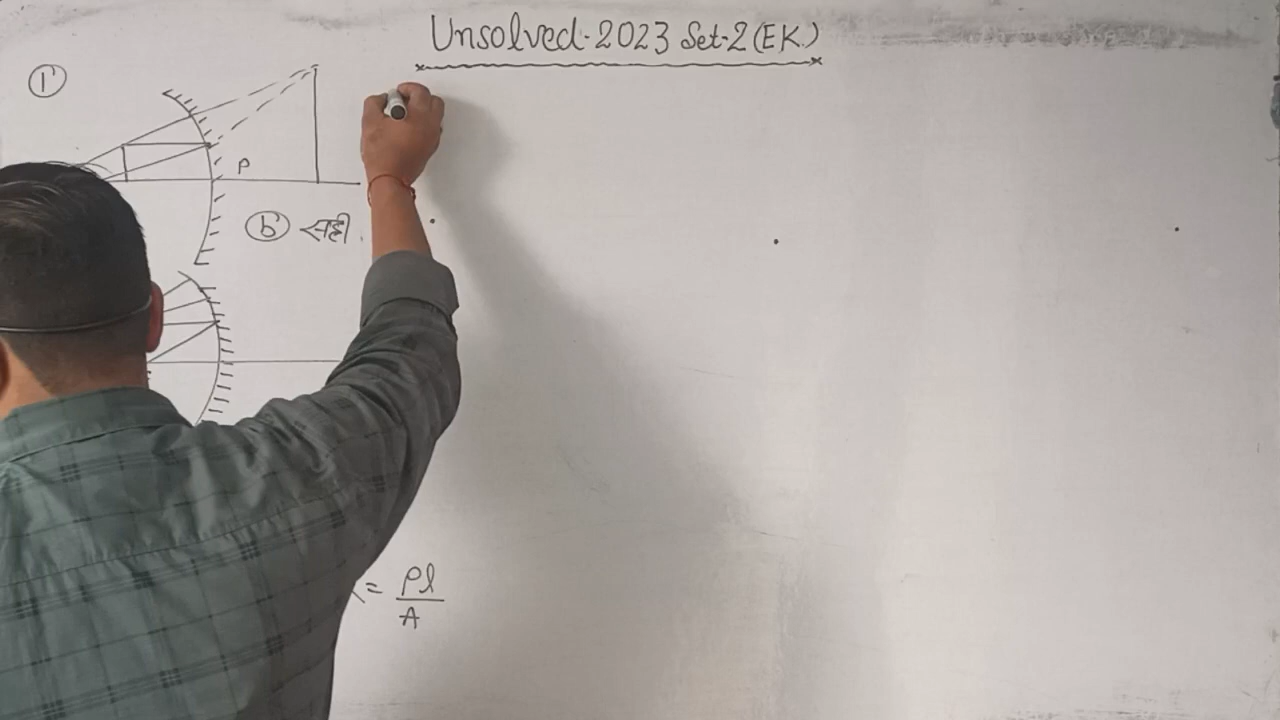 Unsolved-2023 Set-2 (EK.)
①
P
ⓑ सही.
= ρl
A